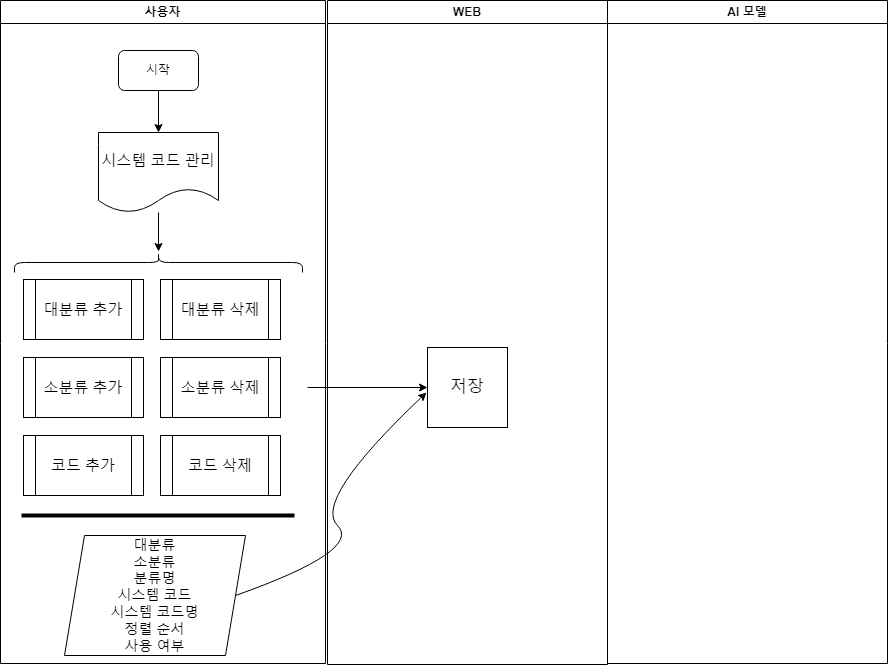 사용자
WEB
AI 모델
시작
시스템 코드 관리
대분류 추가
대분류 삭제
소분류 추가
소분류 삭제
저장
코드 추가
코드 삭제
대분류
소분류
분류명
시스템 코드
시스템 코드명
정렬 순서
사용 여부